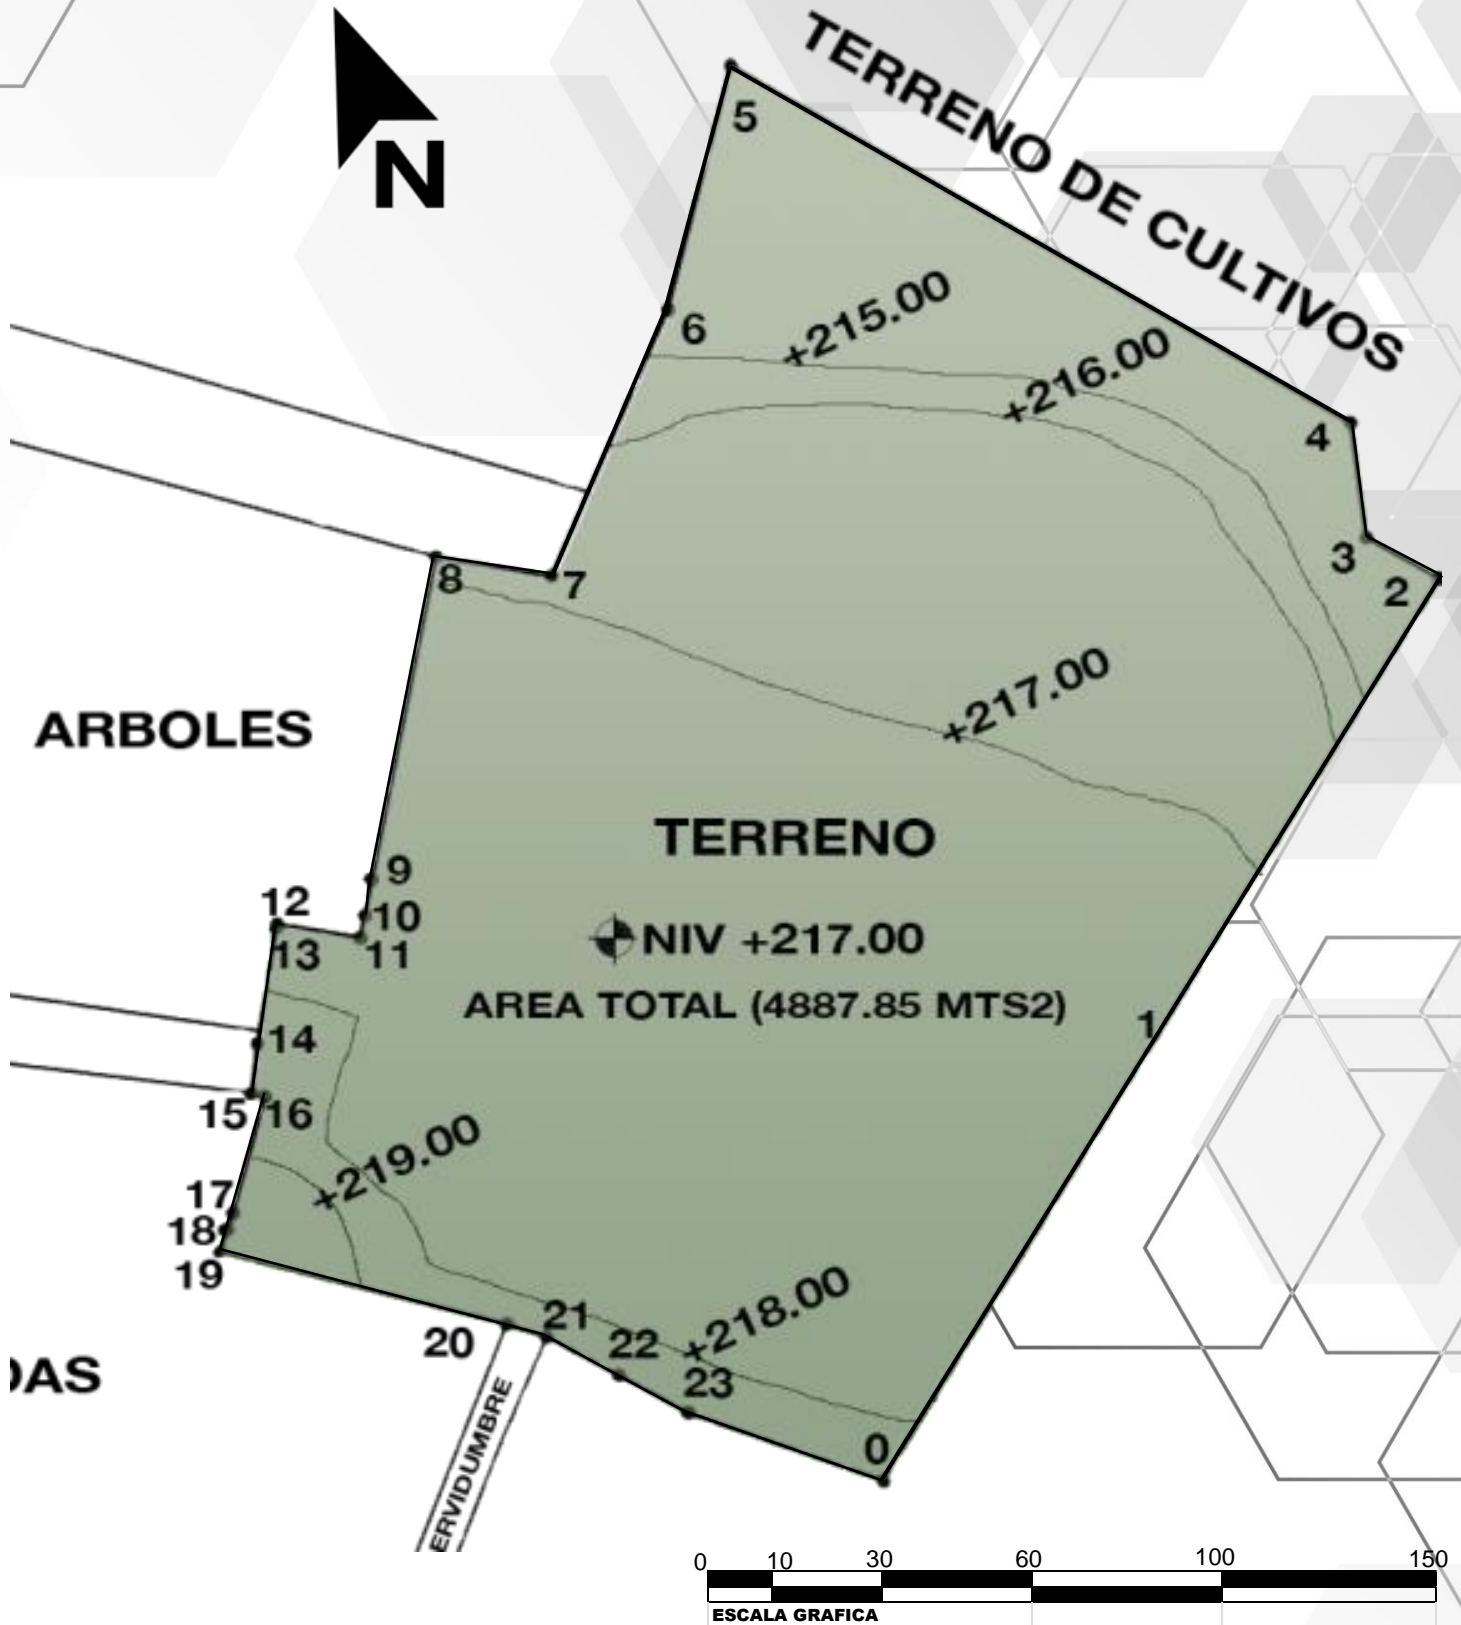 N
TERRENO DE CULTIVOS
5
6
+215.00
+216.00
4
3
2
8
7
+217.00
ARBOLES
TERRENO
9
12
10
13
11
NIV +217.00
AREA TOTAL (4887.85 MTS2)
1
14
15
16
+219.00
17
18
19
+218.00
21
20
22
23
DAS
ERVIDUMBRE
0
0 10 30 60 100 150
ESCALA GRAFICA